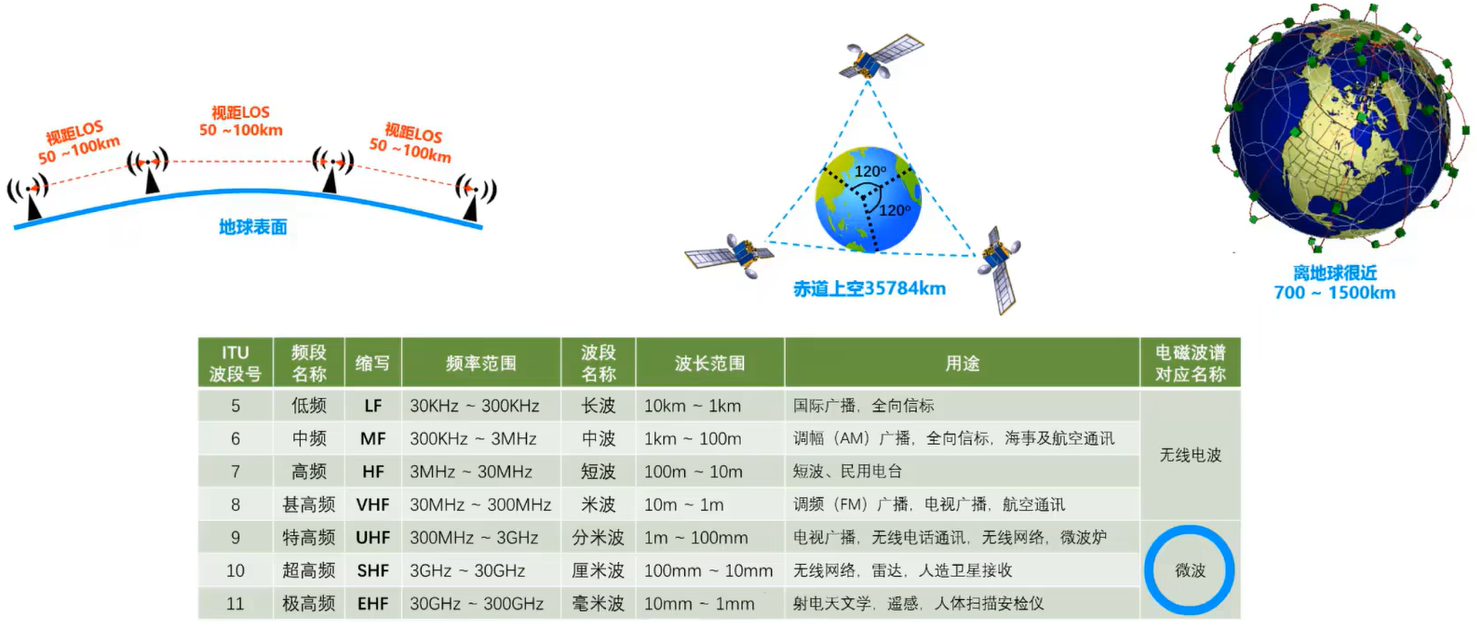 视距LOS
50 ~100km
视距LOS
50 ~100km
视距LOS
50 ~100km
地球表面
120º
120º
赤道上空35784km
离地球很近
700 ~ 1500km
ITU
波段号 频段
名称 缩写 频率范围 波段
名称 波长范围 用途 电磁波谱
对应名称
5 低频 LF 30KHz ~ 300KHz 长波 10km ~ 1km 国际广播，全向信标
6 中频 MF 300KHz ~ 3MHz 中波 1km ~ 100m 调幅（AM）广播，全向信标，海事及航空通讯
无线电波
7 高频 HF 3MHz ~ 30MHz 短波 100m ~ 10m 短波、民用电台
8 甚高频 VHF 30MHz ~ 300MHz 米波 10m ~ 1m 调频（FM）广播，电视广播，航空通讯
9 特高频 UHF 300MHz ~ 3GHz 分米波 1m ~ 100mm 电视广播，无线电话通讯，无线网络，微波炉
10 超高频 SHF 3GHz ~ 30GHz 厘米波 100mm ~ 10mm 无线网络，雷达，人造卫星接收 微波
11 极高频 EHF 30GHz ~ 300GHz 毫米波 10mm ~ 1mm 射电天文学，遥感，人体扫描安检仪